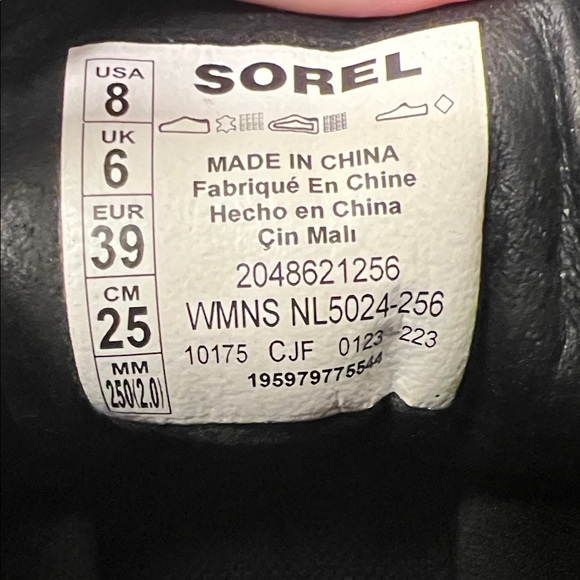 USA
8
UK
6
EUR
39
CM
25
MM
250(2.0)
SOREL
MADE IN CHINA
Fabriqué En Chine
Hecho en China
Çin Malı
2048621256
WMNS NL5024-256
10175 CJF 0123-223
195979775544